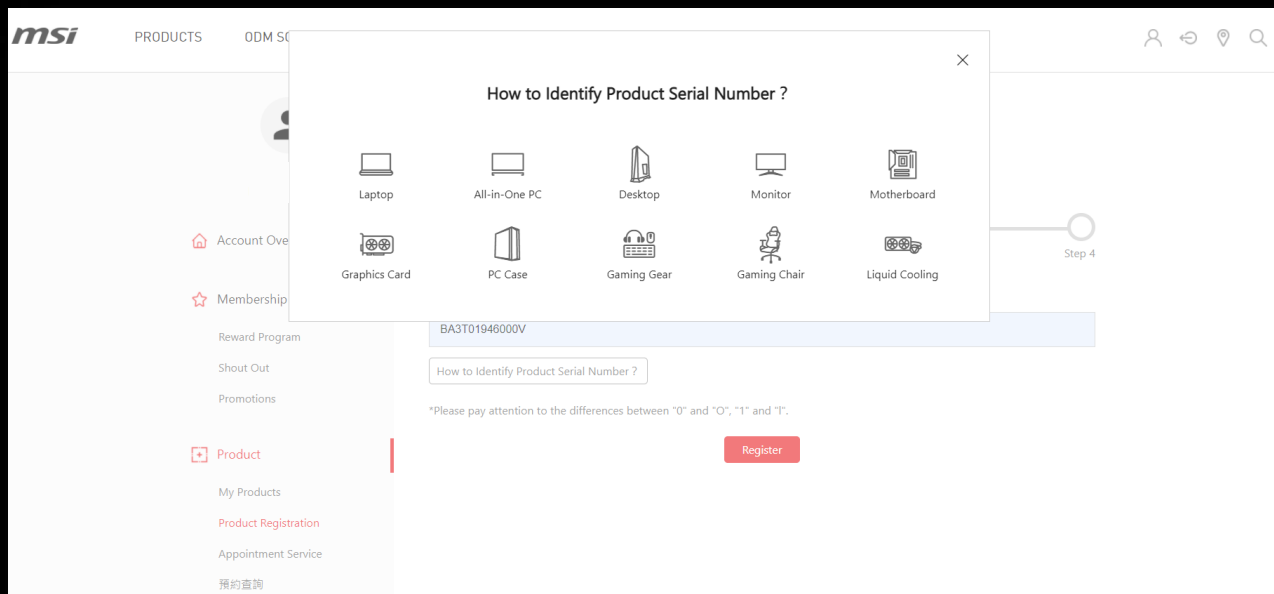 msi
PRODUCTS
How to Identify Product Serial Number ?
Laptop
All-in-One PC
Desktop
Monitor
Motherboard
Graphics Card
PC Case
Gaming Gear
Gaming Chair
Liquid Cooling
Account
Membership
Reward Program
Shout Out
Promotions
Product
My Products
Product Registration
Appointment Service
預約查詢
Step 4
BA3T01946000V
How to Identify Product Serial Number ?
*Please pay attention to the differences between "0" and "O", "1" and "l".
Register